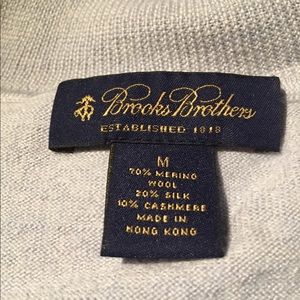 Brooks Brothers
ESTABLISHED 1818
M
70% MERINO
WOOL
20% SILK
10% CASHMERE
MADE IN
HONG KONG